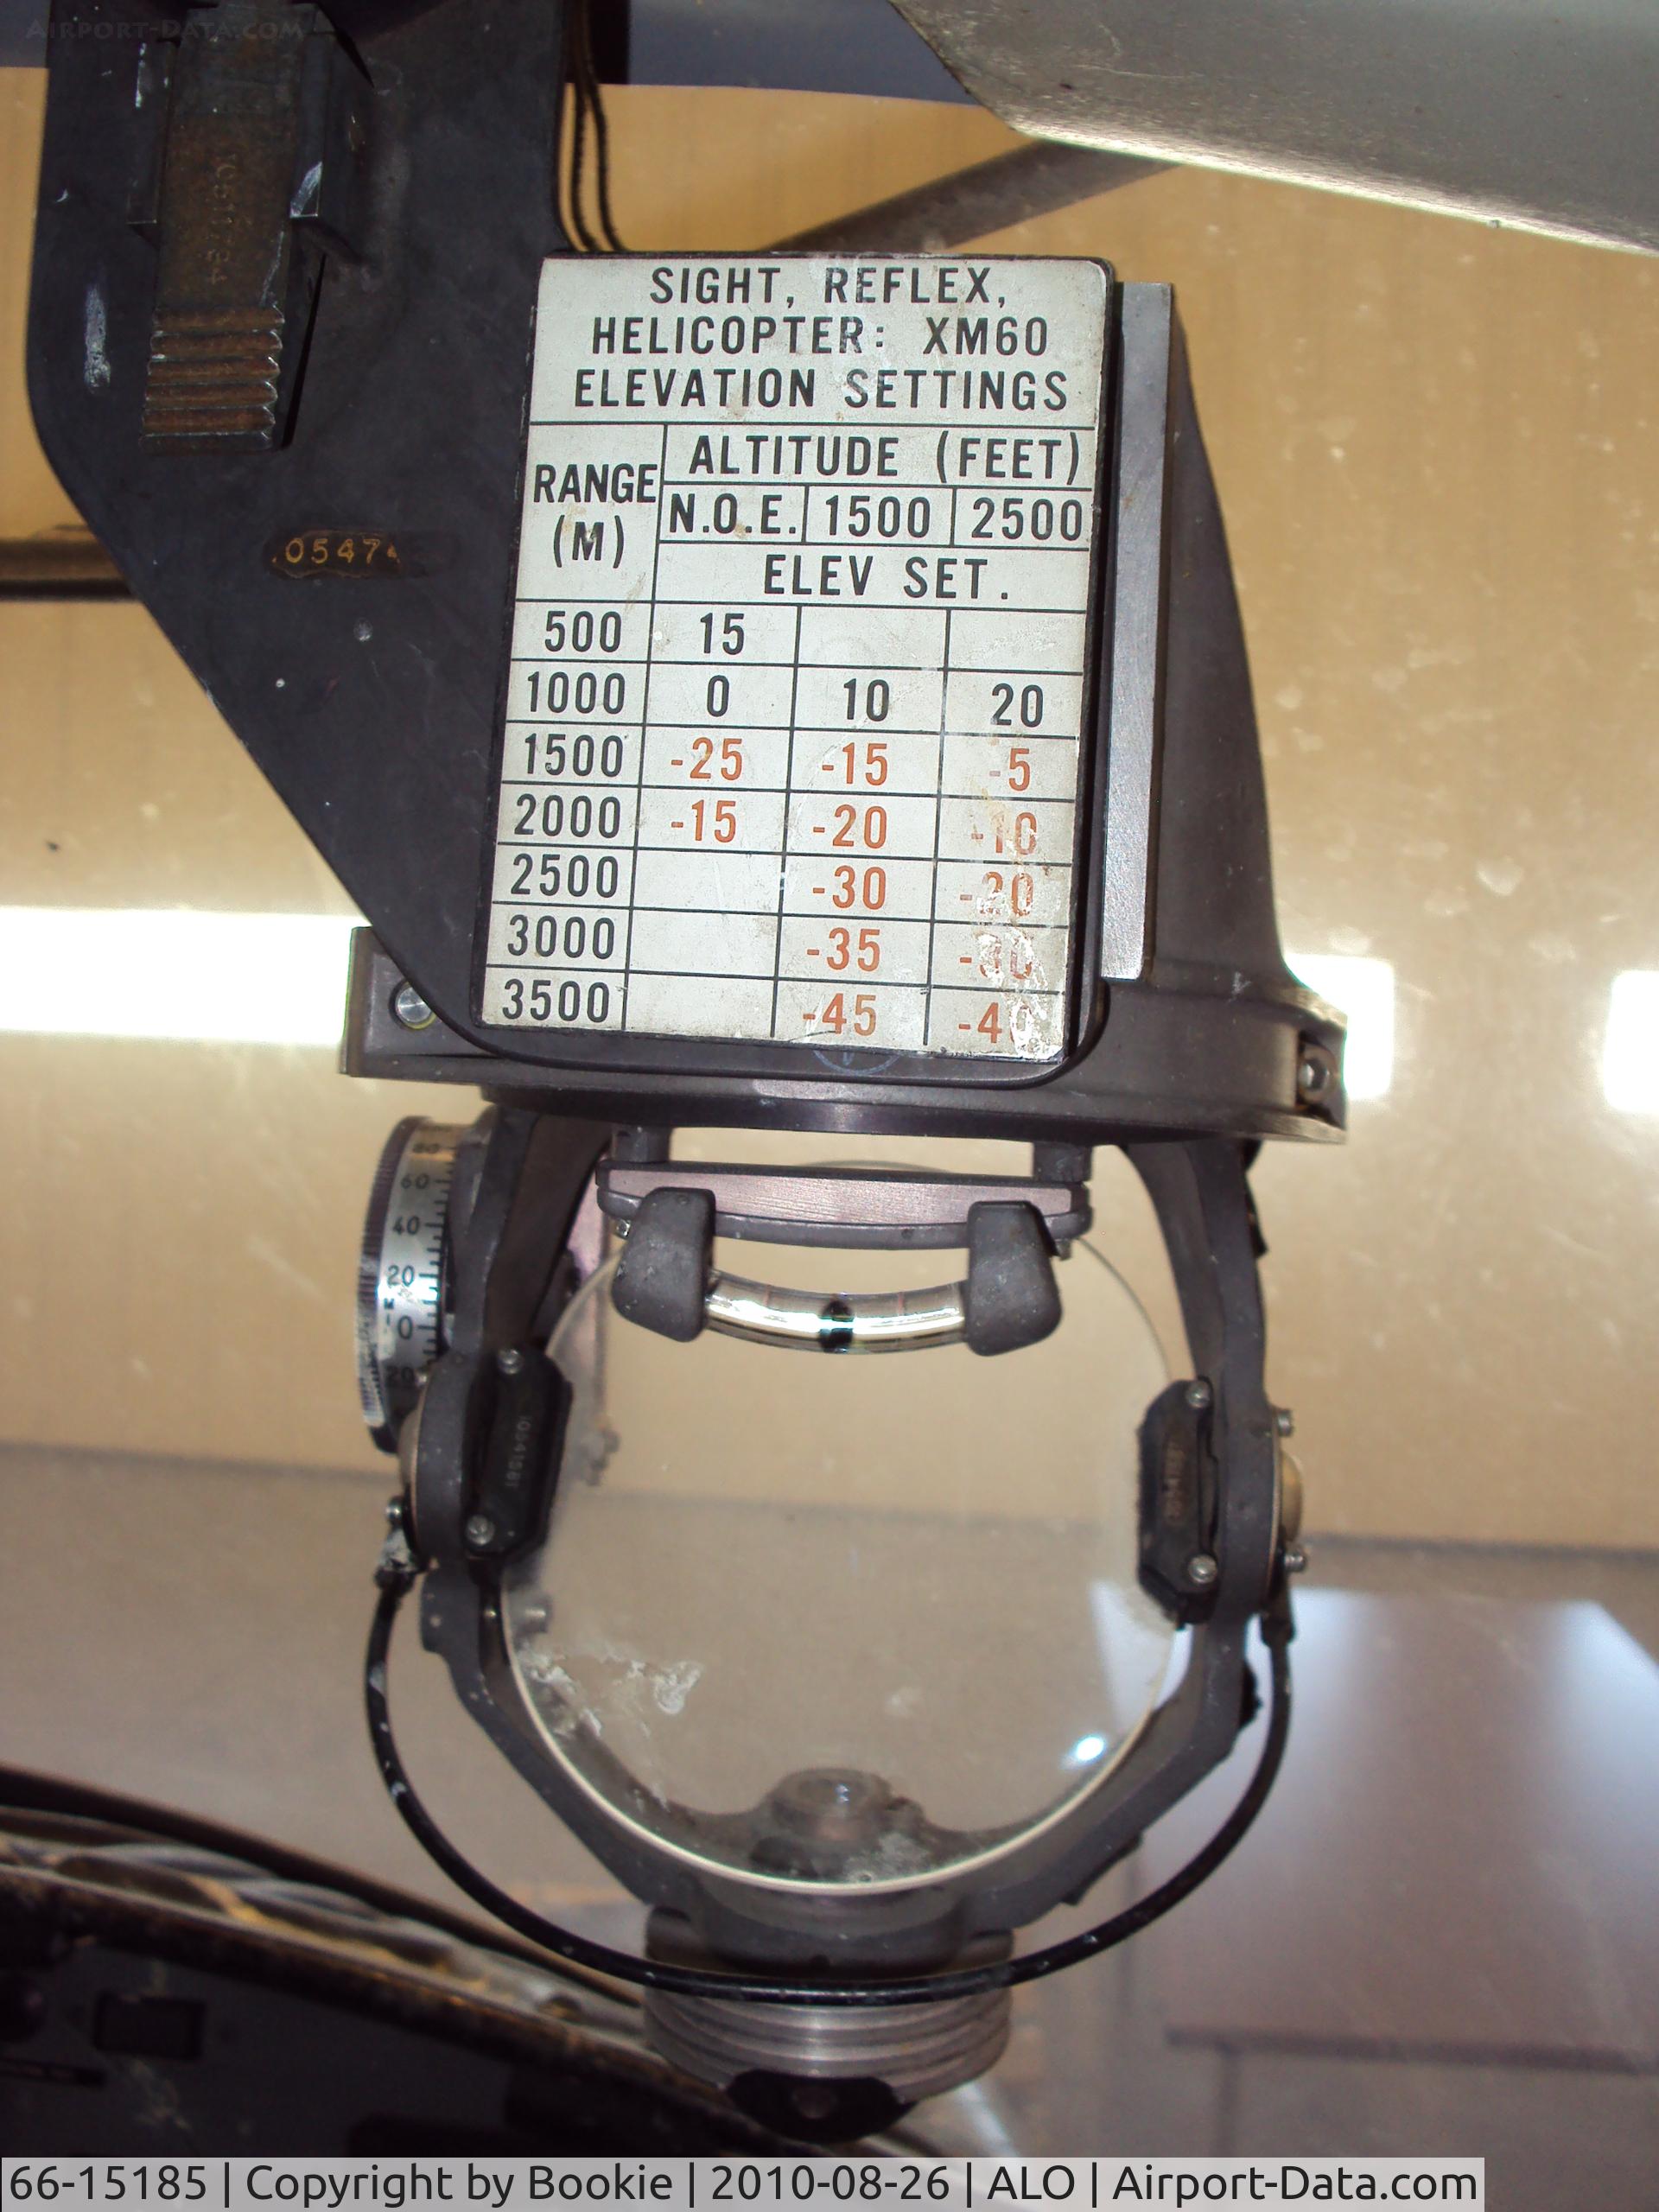 AIRPORT-DATA.COM
SIGHT, REFLEX,
HELICOPTER: XM60
ELEVATION SETTINGS
RANGE (M)
ALTITUDE (FEET)
N.O.E. 1500 2500
ELEV SET.
500 15
1000 0 10 20
1500 -25 -15 -5
2000 -15 -20 -10
2500 -30 -20
3000 -35 -30
3500 -45 -40
60
40
20
0
20
10541981
66-15185 | Copyright by Bookie | 2010-08-26 | ALO | Airport-Data.com